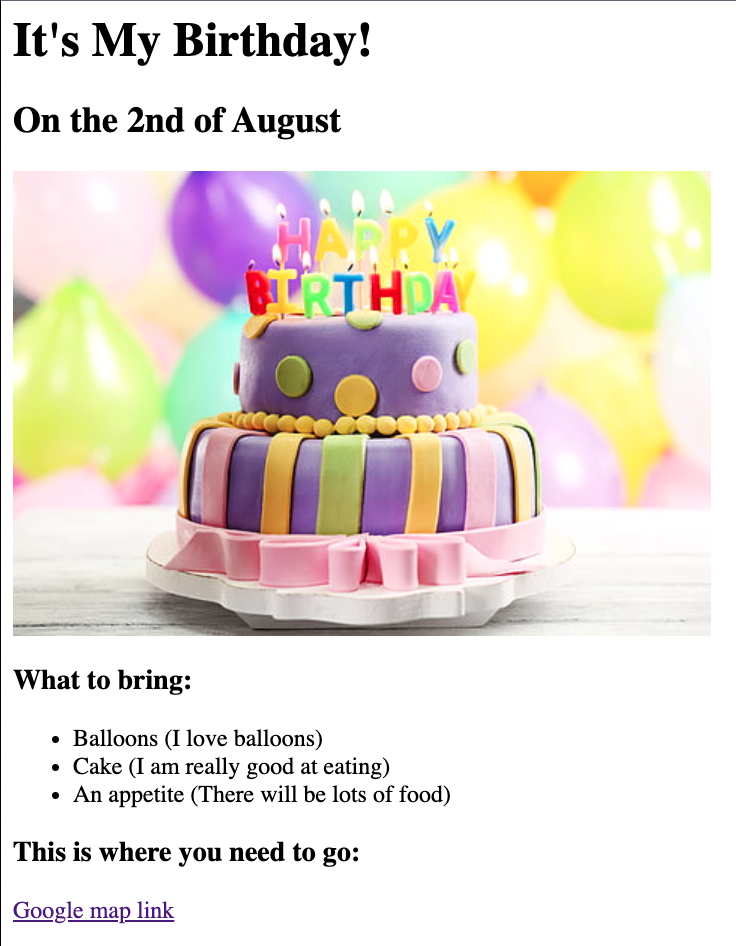 It's My Birthday!
On the 2nd of August
HAPPY
BIRTHDAY
What to bring:
• Balloons (I love balloons)
• Cake (I am really good at eating)
• An appetite (There will be lots of food)
This is where you need to go:
Google map link